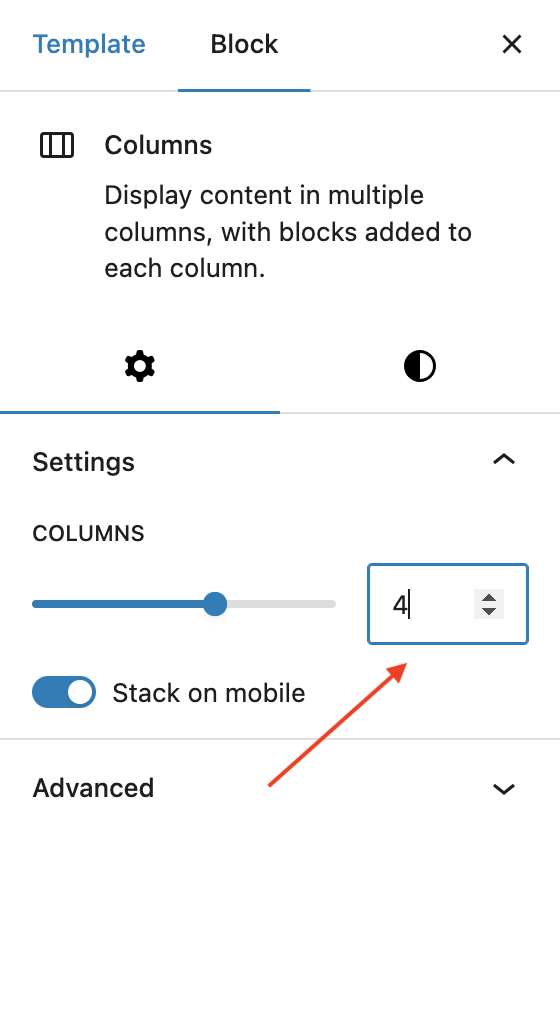 Template
Block
Columns
Display content in multiple
columns, with blocks added to
each column.
Settings
COLUMNS
4
Stack on mobile
Advanced